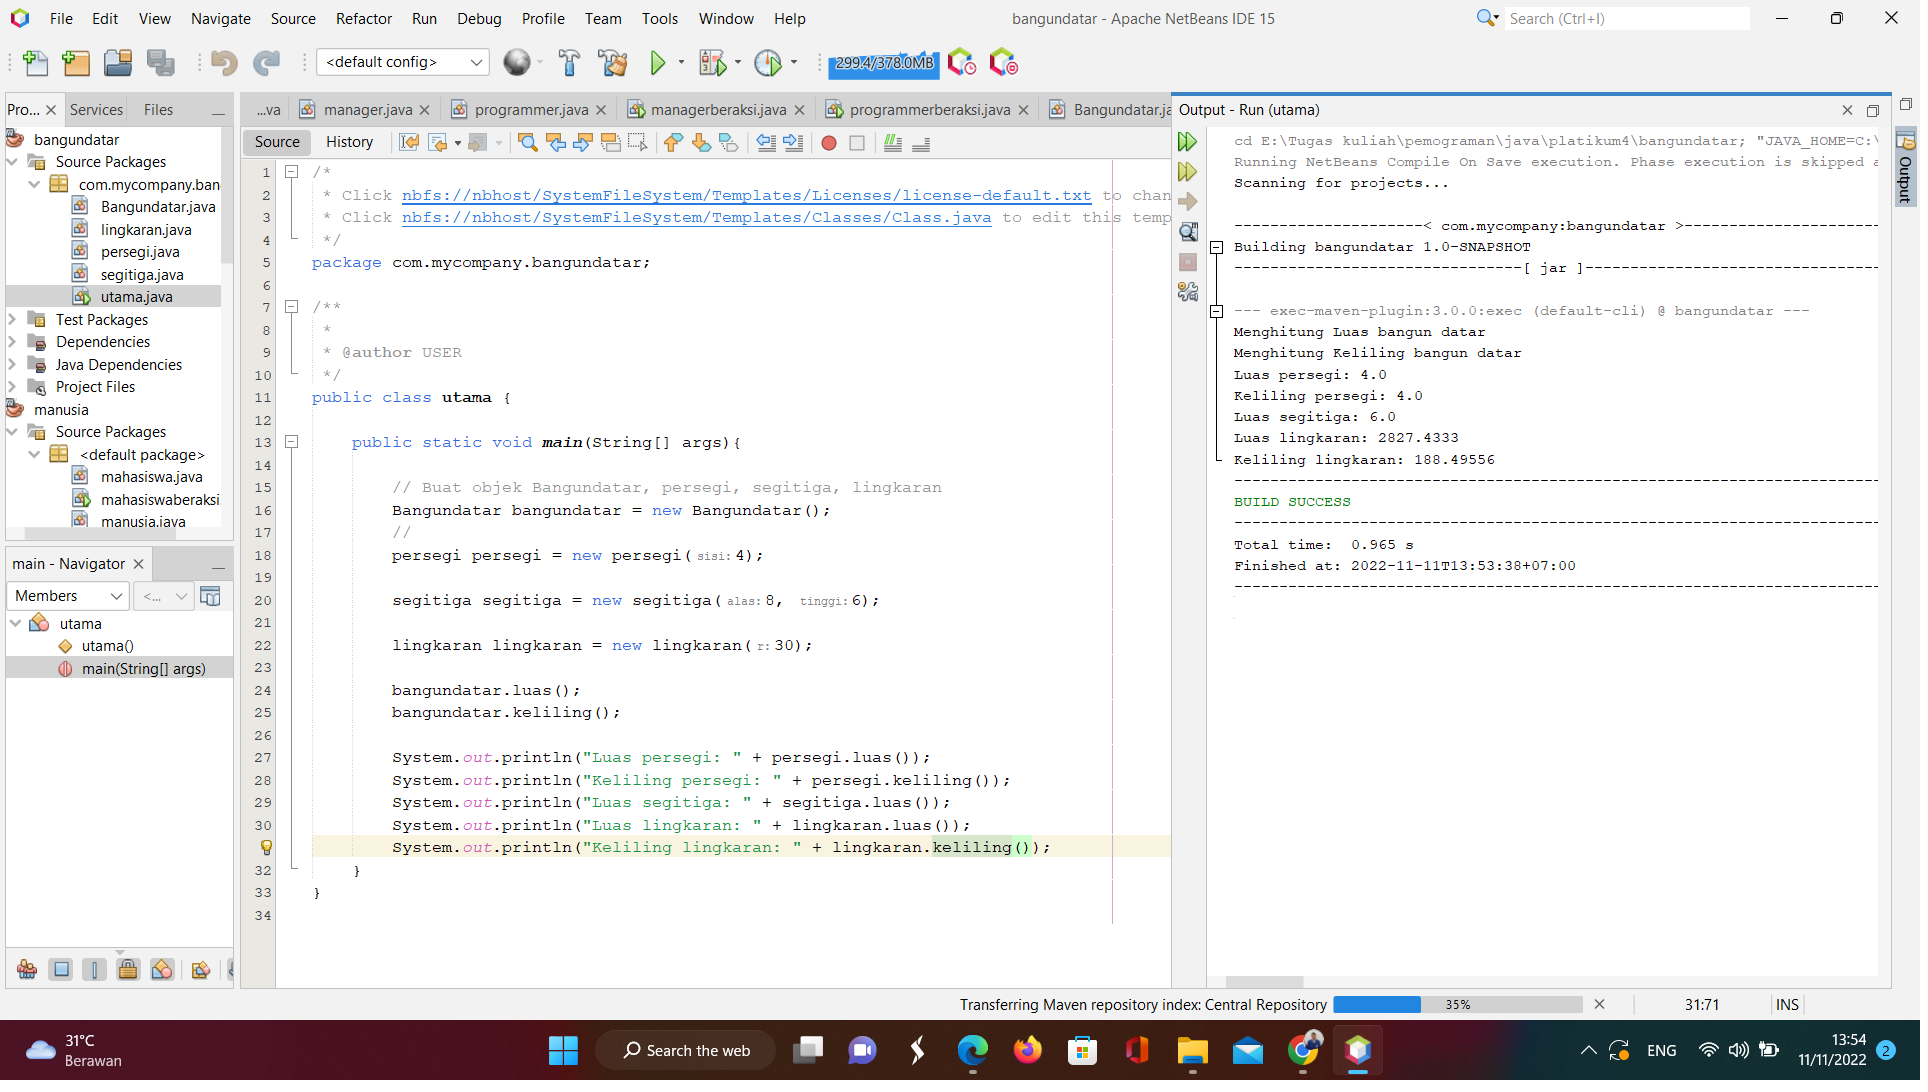 File Edit View Navigate Source Refactor Run Debug Profile Team Tools Window Help
bangundatar - Apache NetBeans IDE 15
Search (Ctrl+I)
<default config>
299.4/378.0MB
Pro... Services Files
bangundatar
Source Packages
com.mycompany.ban
Bangundatar.java
lingkaran.java
persegi.java
segitiga.java
utama.java
Test Packages
Dependencies
Java Dependencies
Project Files
manusia
Source Packages
<default package>
mahasiswa.java
mahasiswaberaksi
manusia.java
main - Navigator
Members
<...
utama
utama()
main(String[] args)
...va manager.java programmer.java managerberaksi.java programmerberaksi.java Bangundatar.ja
Source History
1 /*
2 * Click nbfs://nbhost/SystemFileSystem/Templates/Licenses/license-default.txt to chan
3 * Click nbfs://nbhost/SystemFileSystem/Templates/Classes/Class.java to edit this temp
4 */
5 package com.mycompany.bangundatar;
6
7 /**
8 *
9 * @author USER
10 */
11 public class utama {
12
13 public static void main(String[] args){
14
15 // Buat objek Bangundatar, persegi, segitiga, lingkaran
16 Bangundatar bangundatar = new Bangundatar();
17 //
18 persegi persegi = new persegi(sisi: 4);
19
20 segitiga segitiga = new segitiga(alas: 8, tinggi: 6);
21
22 lingkaran lingkaran = new lingkaran(r: 30);
23
24 bangundatar.luas();
25 bangundatar.keliling();
26
27 System.out.println("Luas persegi: " + persegi.luas());
28 System.out.println("Keliling persegi: " + persegi.keliling());
29 System.out.println("Luas segitiga: " + segitiga.luas());
30 System.out.println("Luas lingkaran: " + lingkaran.luas());
System.out.println("Keliling lingkaran: " + lingkaran.keliling());
32 }
33 }
34
Output - Run (utama)
cd E:\Tugas kuliah\pemograman\java\platikum4\bangundatar; "JAVA_HOME=C:\
Running NetBeans Compile On Save execution. Phase execution is skipped a
Scanning for projects...
---------------------< com.mycompany:bangundatar >----------------------
Building bangundatar 1.0-SNAPSHOT
--------------------------------[ jar ]---------------------------------
--- exec-maven-plugin:3.0.0:exec (default-cli) @ bangundatar ---
Menghitung Luas bangun datar
Menghitung Keliling bangun datar
Luas persegi: 4.0
Keliling persegi: 4.0
Luas segitiga: 6.0
Luas lingkaran: 2827.4333
Keliling lingkaran: 188.49556
------------------------------------------------------------------------
BUILD SUCCESS
------------------------------------------------------------------------
Total time: 0.965 s
Finished at: 2022-11-11T13:53:38+07:00
------------------------------------------------------------------------
Output
Transferring Maven repository index: Central Repository 35% 31:71 INS
31°C
Berawan
Search the web
ENG
13:54
11/11/2022
2